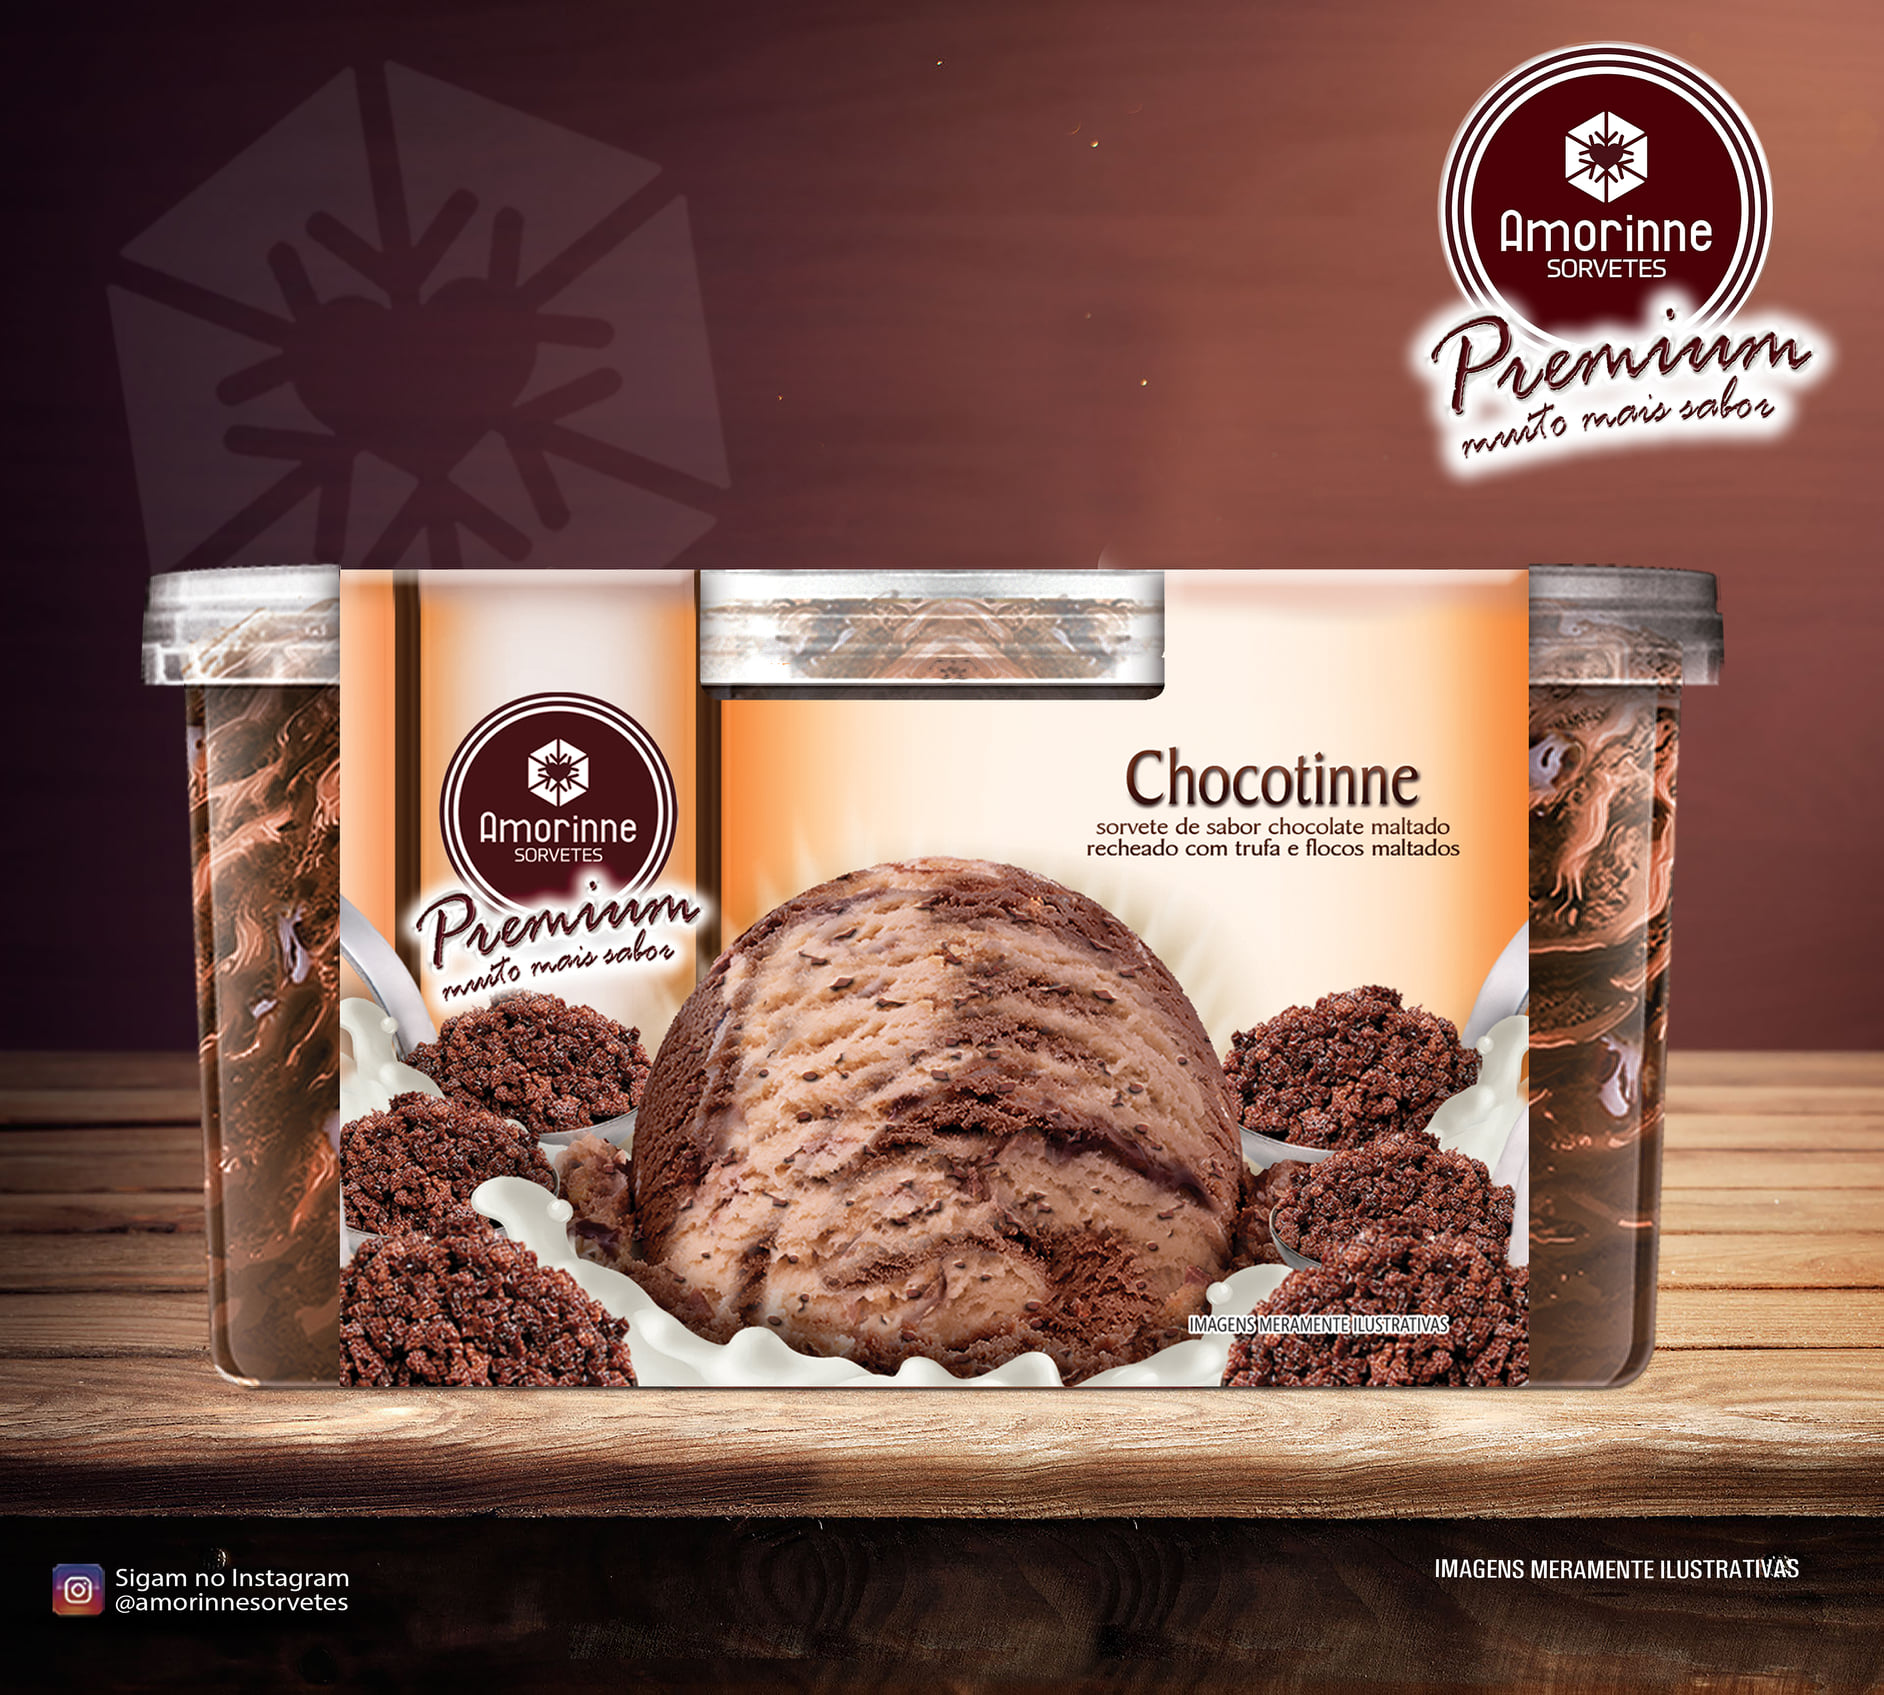 Amorinne
SORVETES
Premium
muito mais sabor
Amorinne
SORVETES
Premium
muito mais sabor
Chocotinne
sorvete de sabor chocolate maltado
recheado com trufa e flocos maltados
IMAGENS MERAMENTE ILUSTRATIVAS
Sigam no Instagram
@amorinnesorvetes
IMAGENS MERAMENTE ILUSTRATIVAS